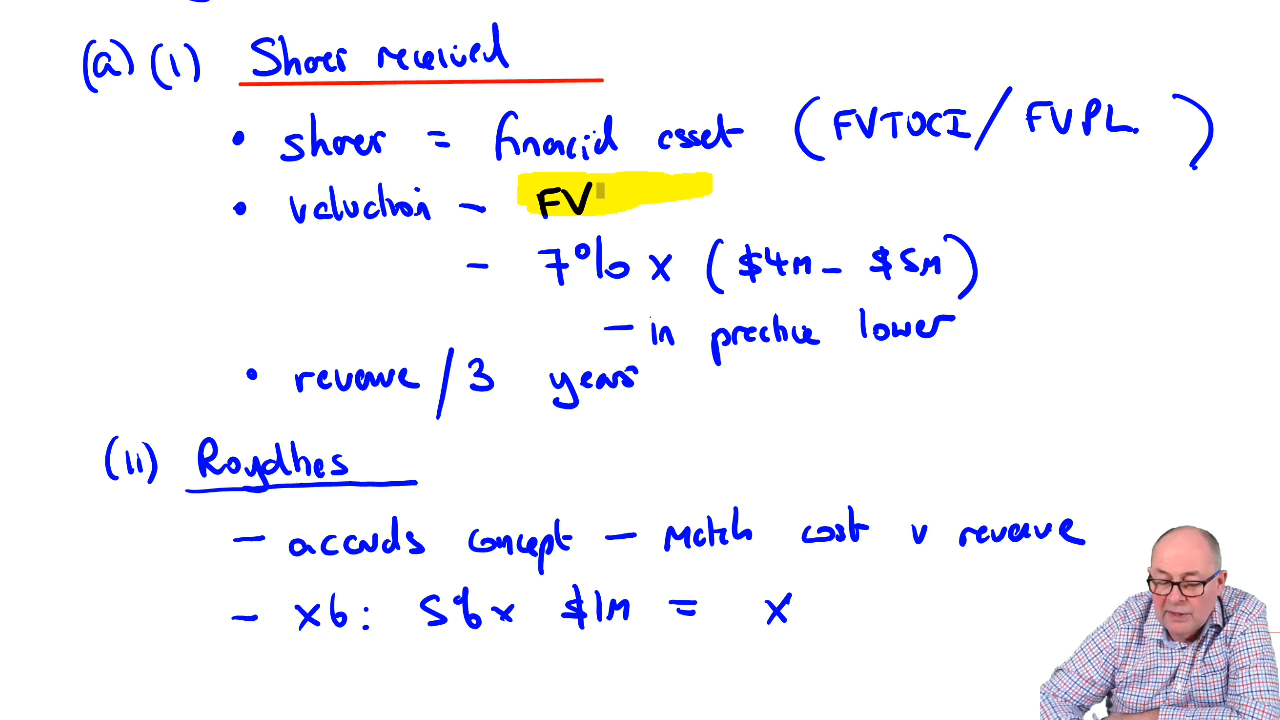 (a) (i) Shares received
• shares = financial asset (FVTOCI / FVPL)
• valuation - FV
- 7% x ($4M - $5M)
- in practice lower
• revenue / 3 years
(ii) Royalties
- accruals concept - match cost v revenue
- X6: 5% x $1M = X